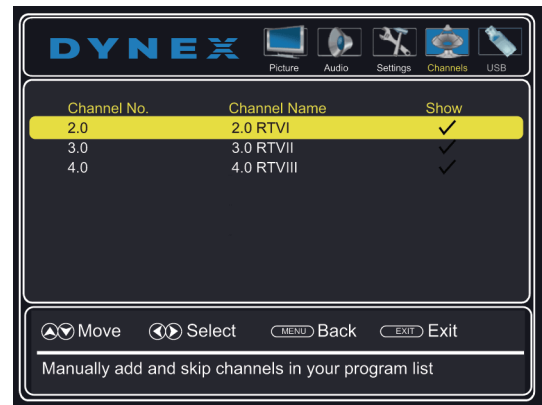 DYNEX
Picture Audio Settings Channels USB
Channel No. Channel Name Show
2.0 2.0 RTVI
3.0 3.0 RTVII
4.0 4.0 RTVIII
Move Select MENU Back EXIT Exit
Manually add and skip channels in your program list